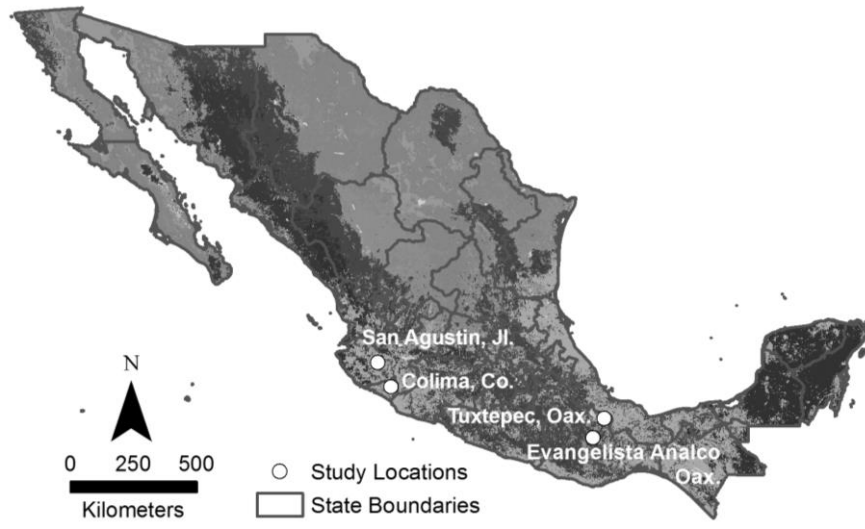 San Agustin, Jl.
Colima, Co.
Tuxtepec, Oax.
Evangelista Analco
Oax.
N
0 250 500
Kilometers
Study Locations
State Boundaries